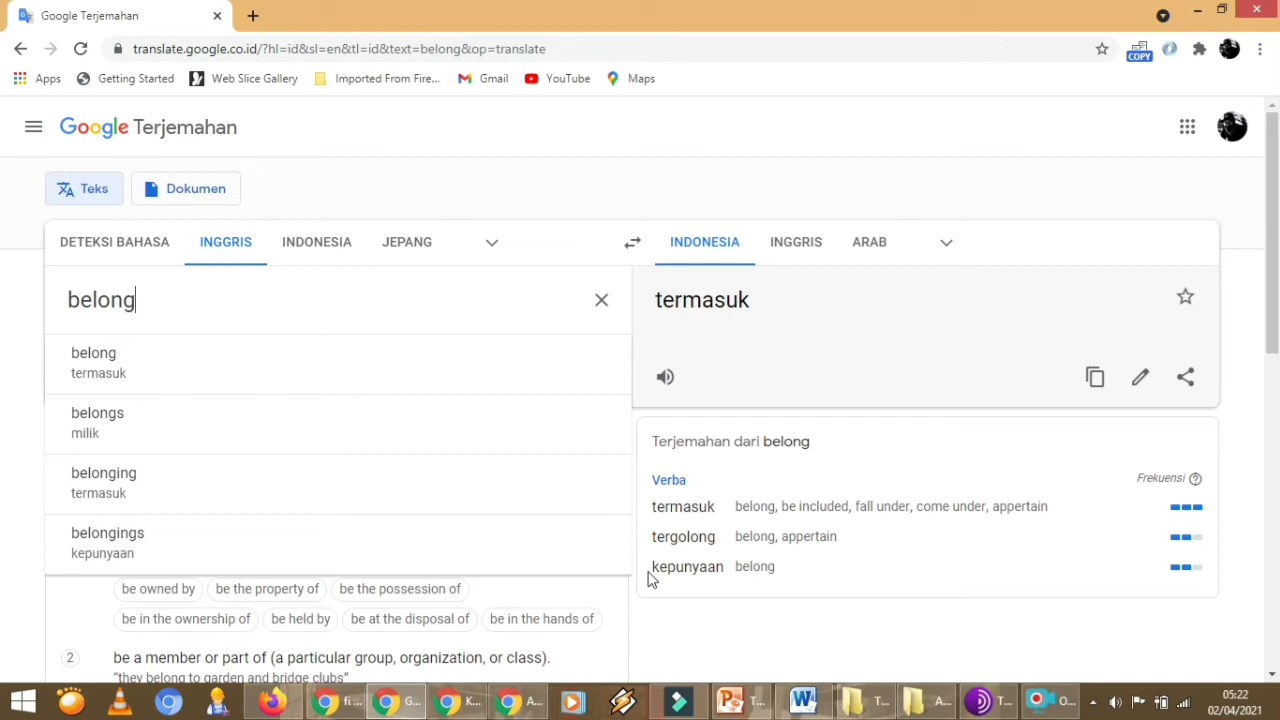 Google Terjemahan
translate.google.co.id/?hl=id&sl=en&tl=id&text=belong&op=translate
COPY
Apps Getting Started Web Slice Gallery Imported From Fire... Gmail YouTube Maps
Google Terjemahan
Teks Dokumen
DETEKSI BAHASA INGGRIS INDONESIA JEPANG INDONESIA INGGRIS ARAB
belong termasuk
belong
termasuk
belongs
milik
belonging
termasuk
belongings
kepunyaan
Terjemahan dari belong
Verba Frekuensi
termasuk belong, be included, fall under, come under, appertain
tergolong belong, appertain
kepunyaan belong
be owned by be the property of be the possession of
be in the ownership of be held by be at the disposal of be in the hands of
2 be a member or part of (a particular group, organization, or class).
"they belong to garden and bridge clubs"
fi ... G... K... A... T... T... A... T... O...
05:22
02/04/2021